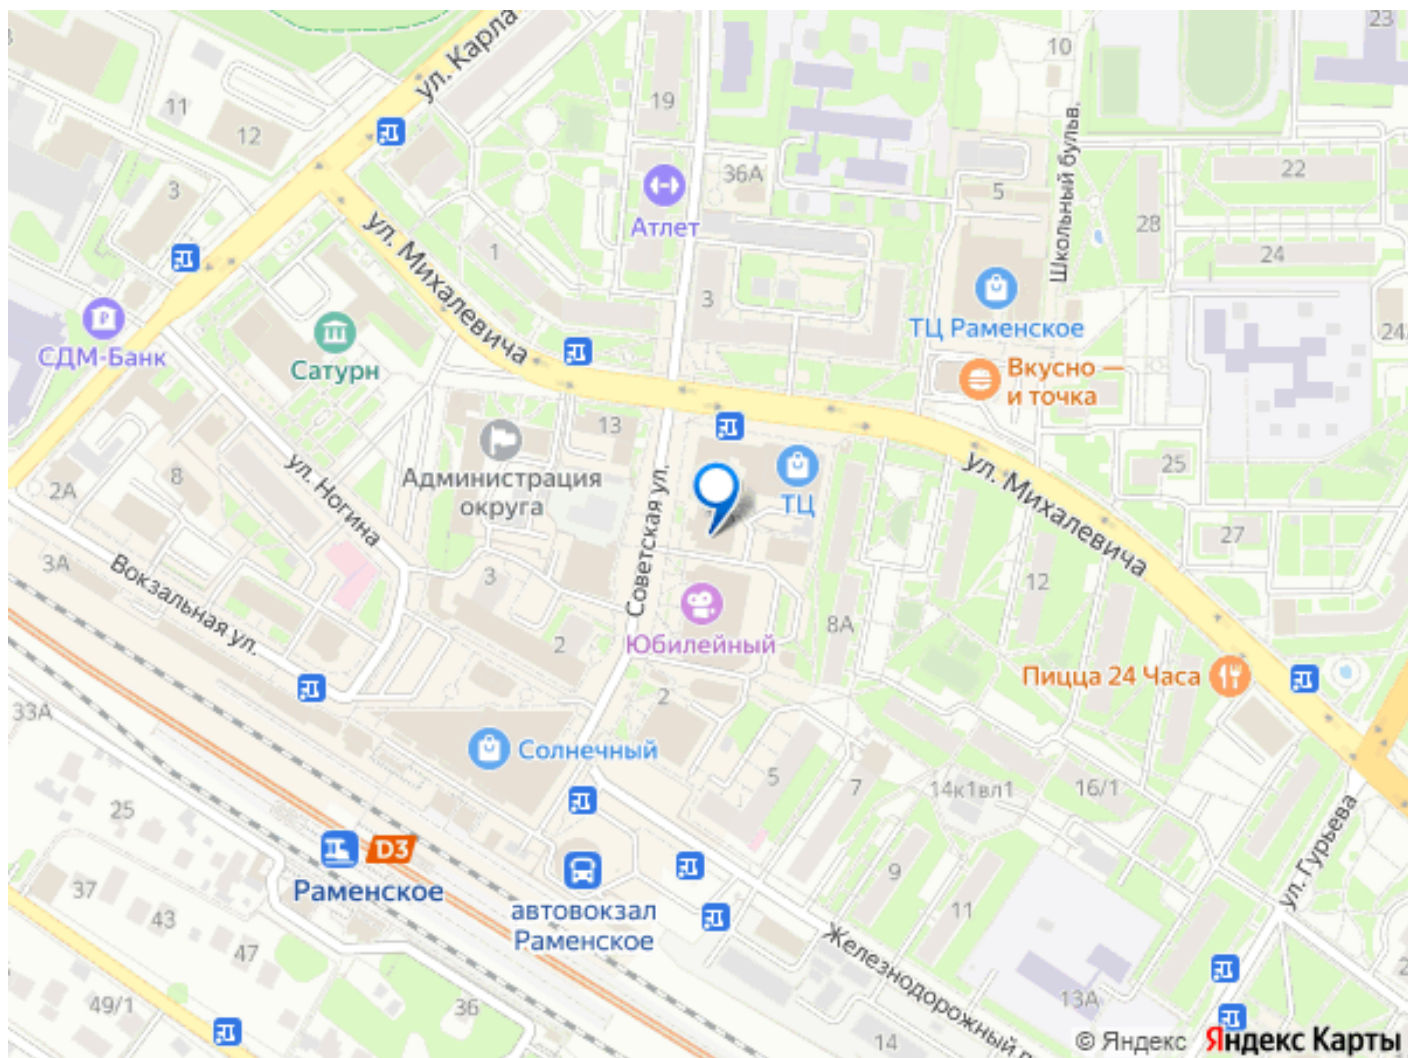 23
ул. Карла
10
11
19
12
36А
22
3
5
Школьный бульв.
28
Атлет
ул. Михалевича
1
24
3
ТЦ Раменское
СДМ-Банк
Сатурн
Вкусно —
и точка
13
Администрация
округа
ТЦ
ул. Михалевича
25
8
2А
ул. Ногина
Советская ул.
27
3А
Вокзальная ул.
3
12
8А
Юбилейный
2
Пицца 24 Часа
2
33А
Солнечный
5
7
14к1вл1
16/1
25
D3
Раменское
автовокзал
Раменское
ул. Гурьева
9
37
43
11
47
Железнодорожный
49/1
36
13А
14
© Яндекс Яндекс Карты